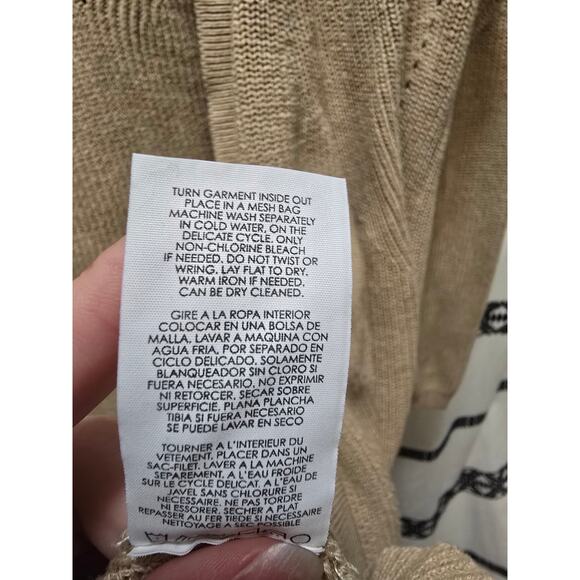 TURN GARMENT INSIDE OUT
PLACE IN A MESH BAG
MACHINE WASH SEPARATELY
IN COLD WATER, ON THE
DELICATE CYCLE. ONLY
NON-CHLORINE BLEACH
IF NEEDED. DO NOT TWIST OR
WRING. LAY FLAT TO DRY.
WARM IRON IF NEEDED.
CAN BE DRY CLEANED.
GIRE A LA ROPA INTERIOR
COLOCAR EN UNA BOLSA DE
MALLA. LAVAR A MAQUINA CON
AGUA FRIA, POR SEPARADO EN
CICLO DELICADO. SOLAMENTE
BLANQUEADOR SIN CLORO SI
FUERA NECESARIO. NO EXPRIMIR
NI RETORCER. SECAR SOBRE
SUPERFICIE. PLANA PLANCHA
TIBIA SI FUERA NECESARIO
SE PUEDE LAVAR EN SECO
TOURNER A L'INTERIEUR DU
VETEMENT, PLACER DANS UN
SAC-FILET. LAVER A LA MACHINE
SEPAREMENT. A L'EAU FROIDE
SUR LE CYCLE DELICAT. A L'EAU DE
JAVEL SANS CHLORURE SI
NECESSAIRE. NE PAS TORDRE
NI ESSORER. SECHER A PLAT
REPASSER AU FER TIEDE SI NECESSAIRE
NETTOYAGE A SEC POSSIBLE